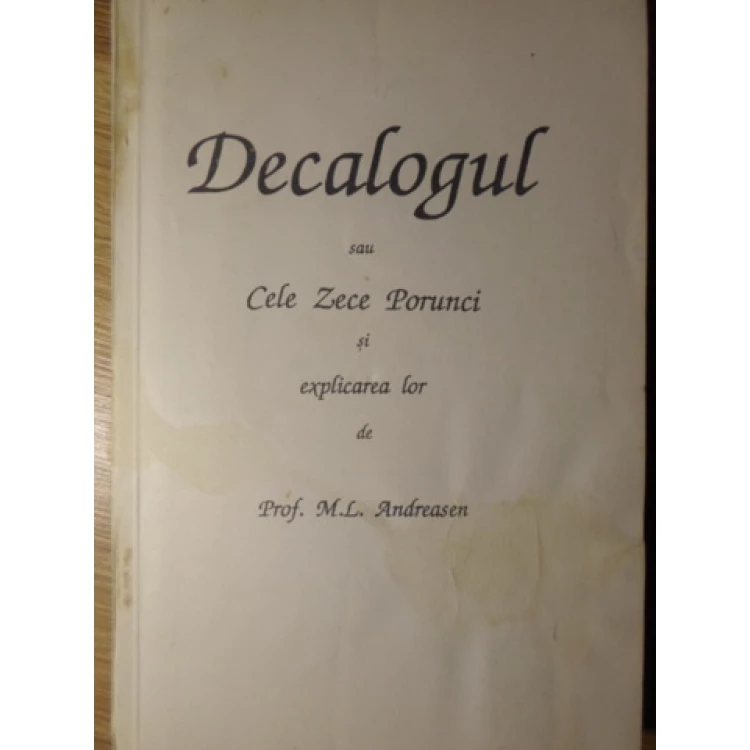 Decalogul
sau
Cele Zece Porunci
și
explicarea lor
de
Prof. M.L. Andreasen